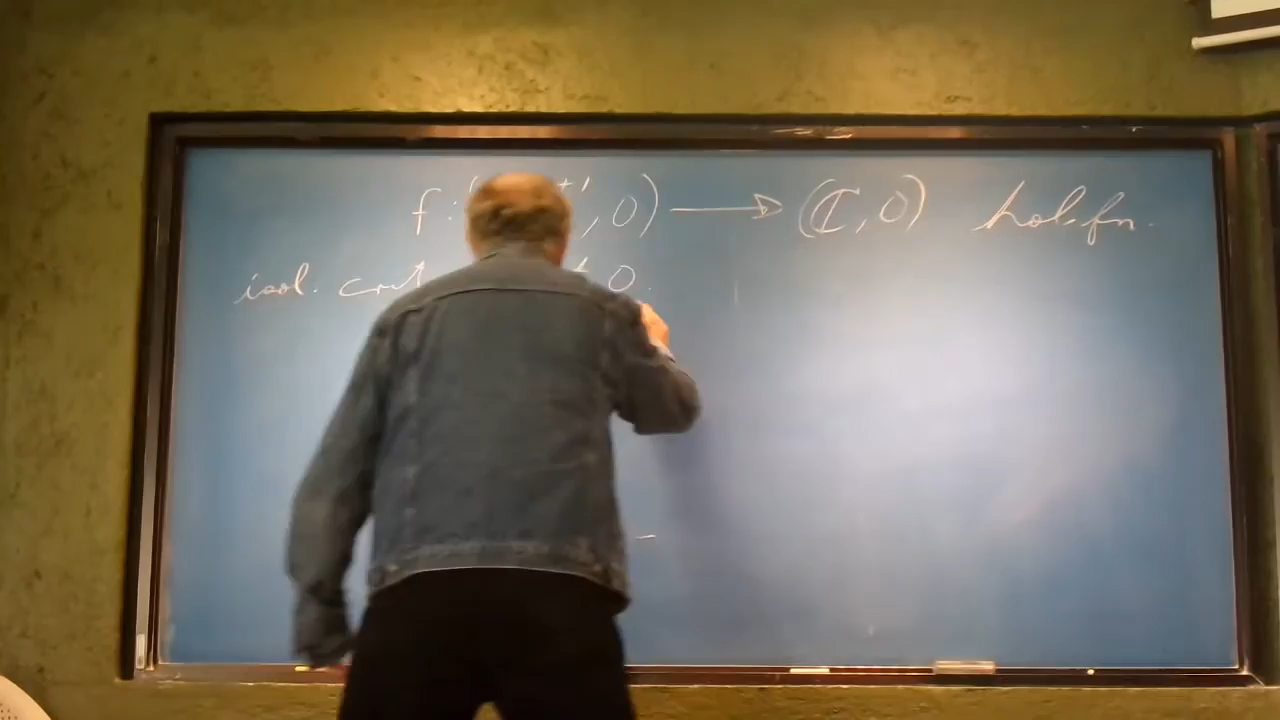 f: ( ,0) → (ℂ,0) hol. fn.
isol. crit 0.